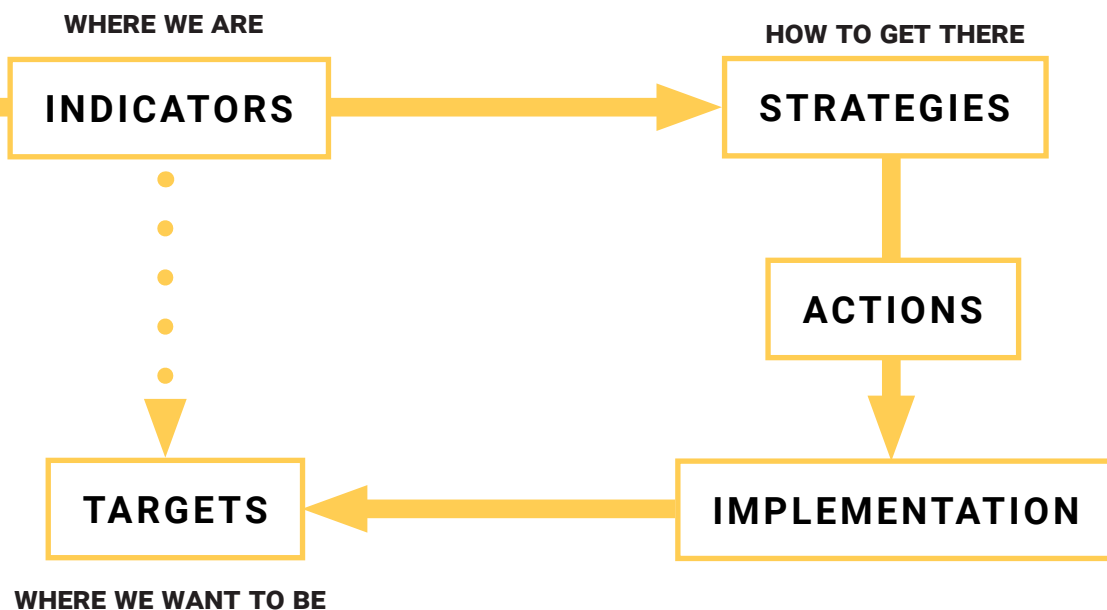 WHERE WE ARE
HOW TO GET THERE
INDICATORS
STRATEGIES
ACTIONS
TARGETS
IMPLEMENTATION
WHERE WE WANT TO BE